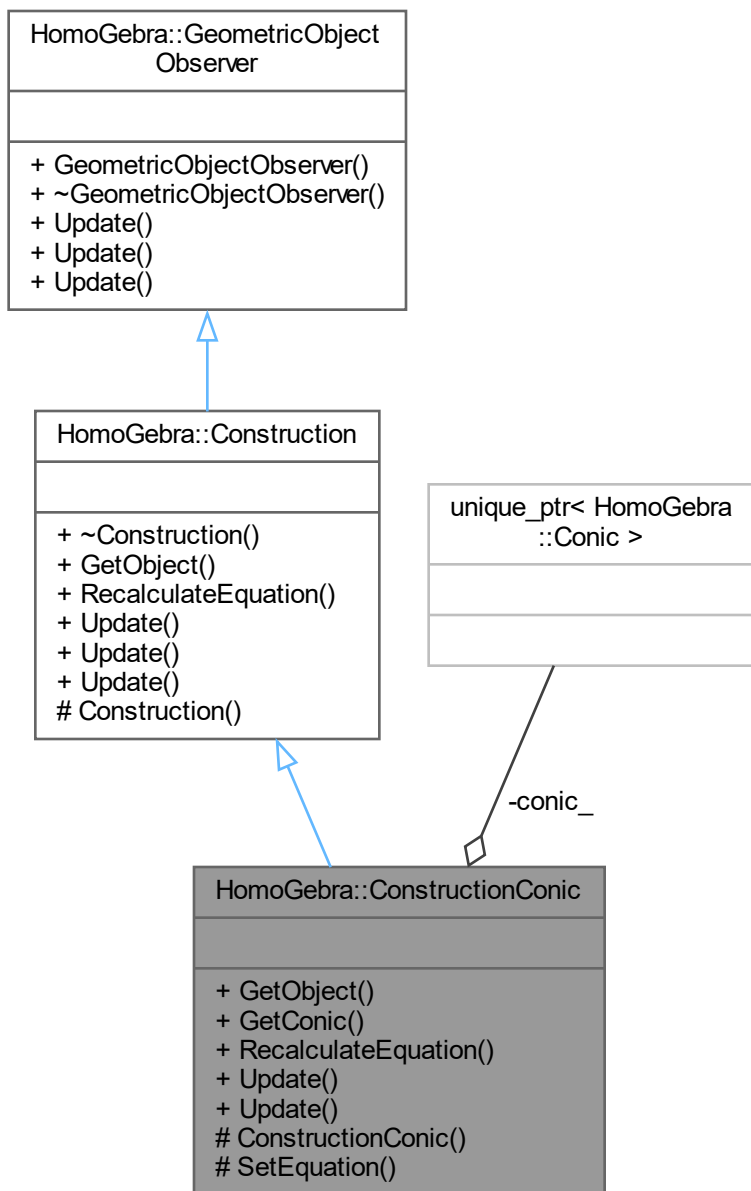 HomoGebra::GeometricObject
Observer
+ GeometricObjectObserver()
+ ~GeometricObjectObserver()
+ Update()
+ Update()
+ Update()
HomoGebra::Construction
+ ~Construction()
+ GetObject()
+ RecalculateEquation()
+ Update()
+ Update()
+ Update()
# Construction()
unique_ptr< HomoGebra
::Conic >
-conic_
HomoGebra::ConstructionConic
+ GetObject()
+ GetConic()
+ RecalculateEquation()
+ Update()
+ Update()
# ConstructionConic()
# SetEquation()